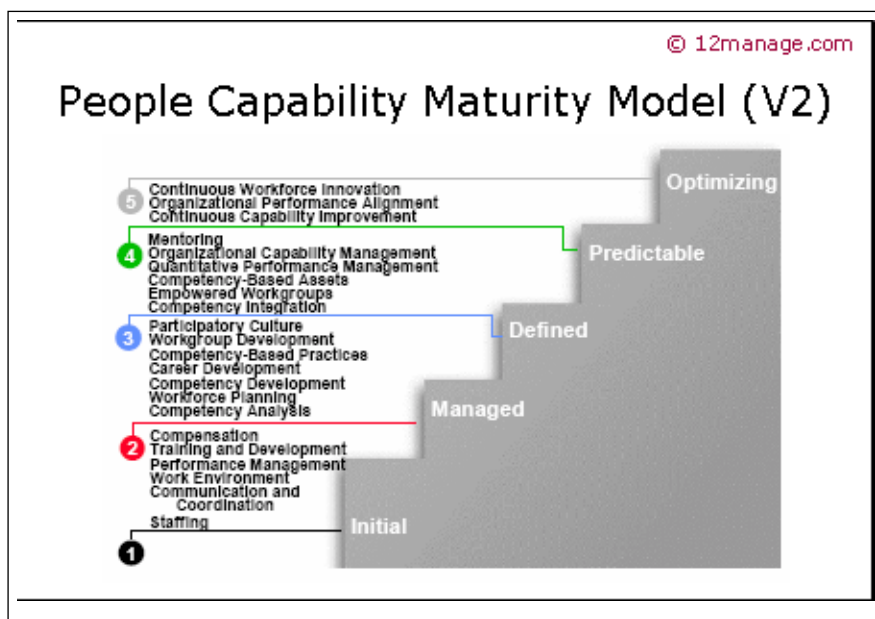 © 12manage.com
People Capability Maturity Model (V2)
Optimizing
5
Continuous Workforce Innovation
Organizational Performance Alignment
Continuous Capability Improvement
Predictable
4
Mentoring
Organizational Capability Management
Quantitative Performance Management
Competency-Based Assets
Empowered Workgroups
Competency Integration
Defined
3
Participatory Culture
Workgroup Development
Competency-Based Practices
Career Development
Competency Development
Workforce Planning
Competency Analysis
Managed
2
Compensation
Training and Development
Performance Management
Work Environment
Communication and
Coordination
Staffing
Initial
1